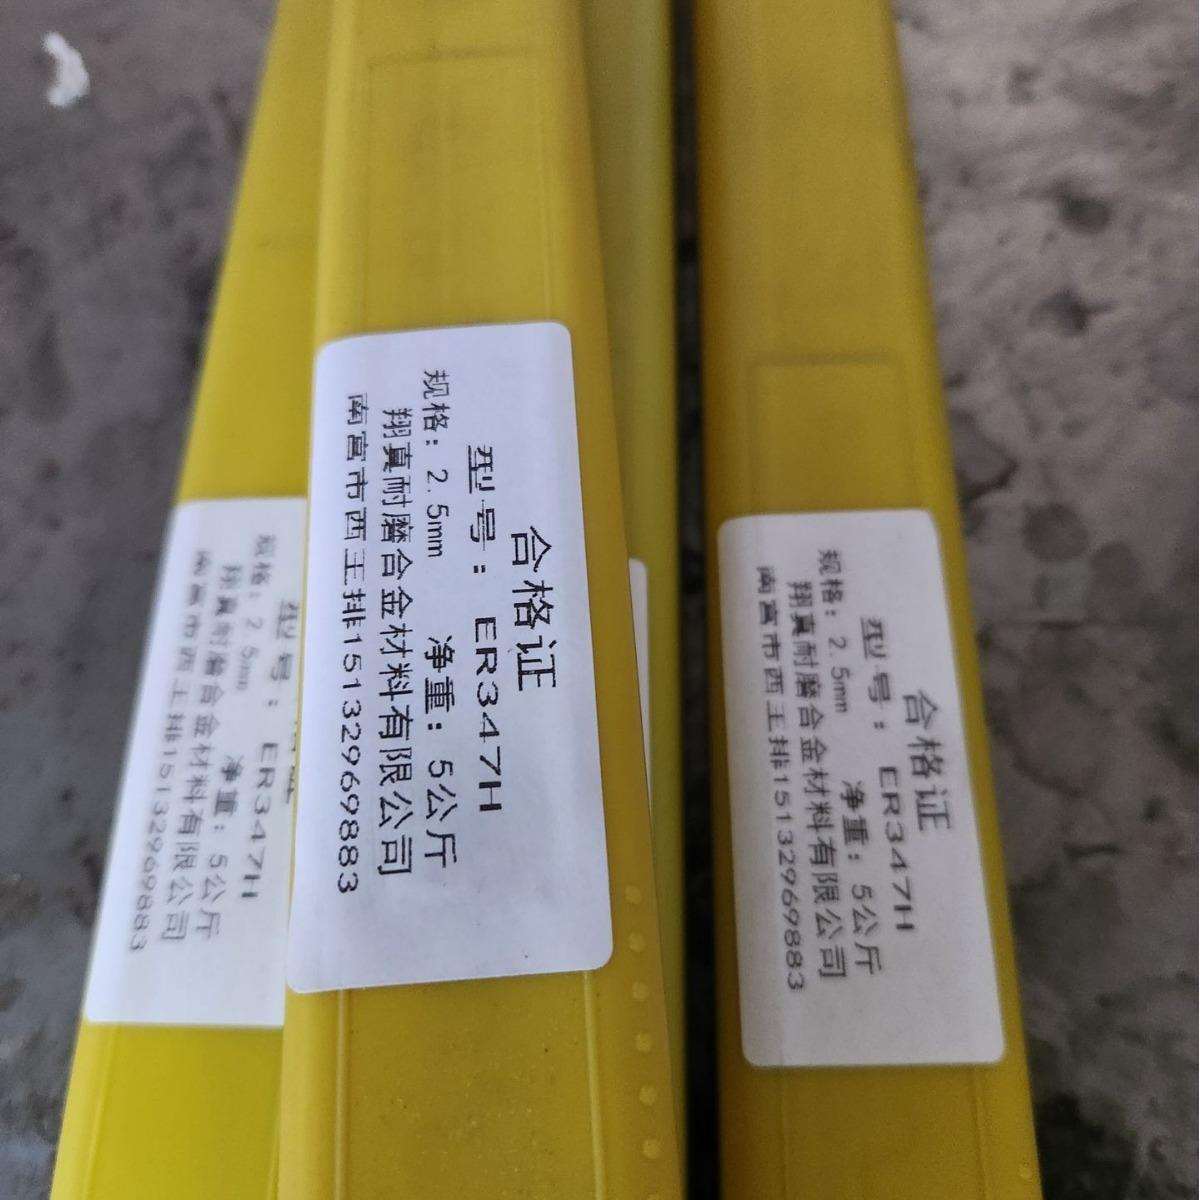 型号： ER347H
规格：2.5mm 净重：5公斤
翔真耐磨合金材料有限公司
南宫市西王排15132969883
合格证
型号： ER347H
规格：2.5mm 净重：5公斤
翔真耐磨合金材料有限公司
南宫市西王排15132969883
合格证
型号： ER347H
规格：2.5mm 净重：5公斤
翔真耐磨合金材料有限公司
南宫市西王排15132969883